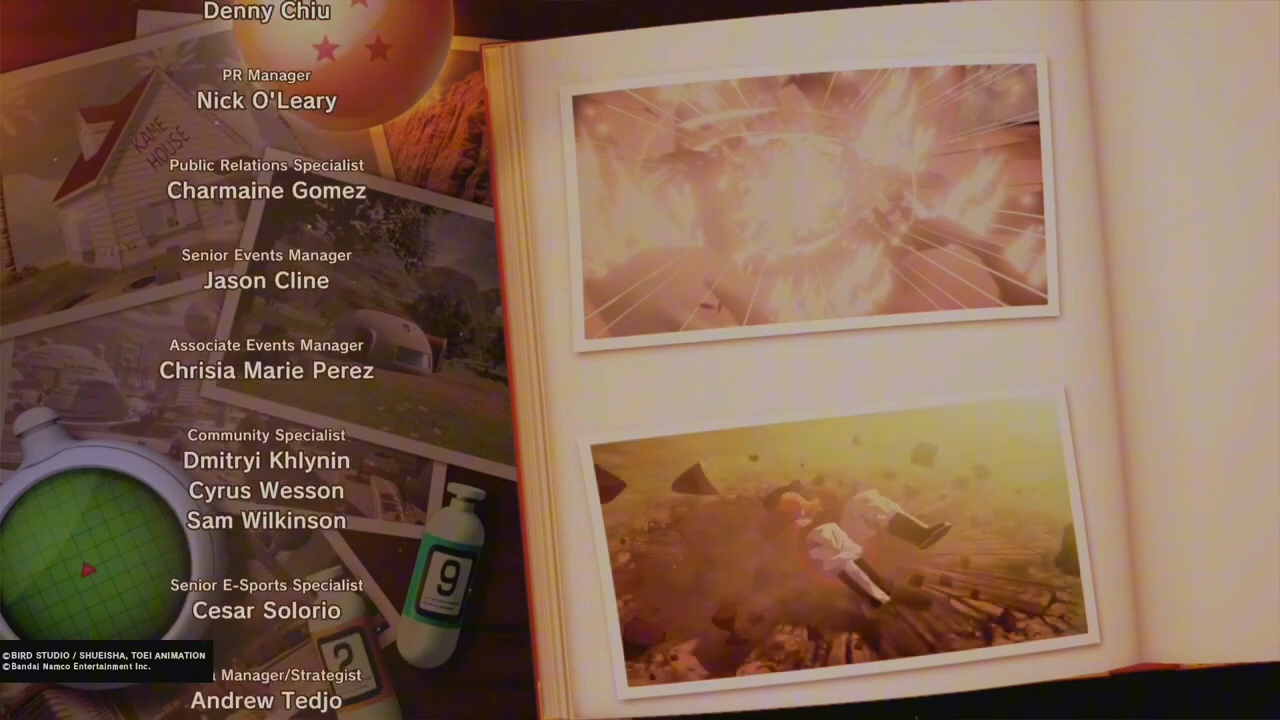 Denny Chiu
PR Manager
Nick O'Leary
Public Relations Specialist
Charmaine Gomez
Senior Events Manager
Jason Cline
Associate Events Manager
Chrisia Marie Perez
Community Specialist
Dmitryi Khlynin
Cyrus Wesson
Sam Wilkinson
Senior E-Sports Specialist
Cesar Solorio
Manager/Strategist
Andrew Tedjo
KAME
HOUSE
9
?
©BIRD STUDIO / SHUEISHA, TOEI ANIMATION
©Bandai Namco Entertainment Inc.